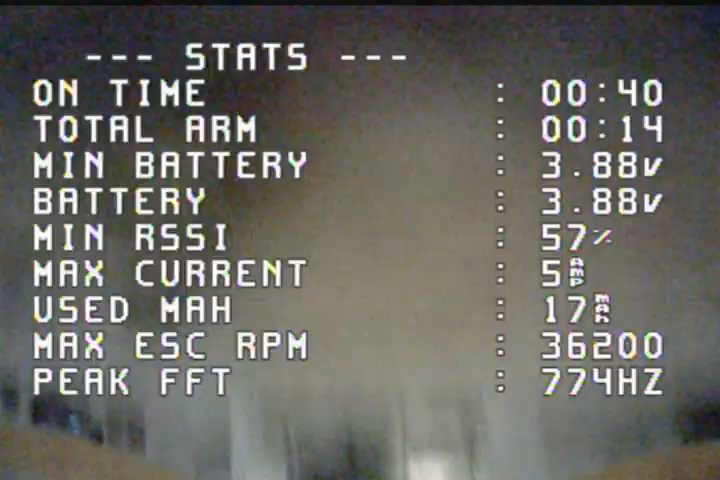 --- STATS ---
ON TIME : 00:40
TOTAL ARM : 00:14
MIN BATTERY : 3.88V
BATTERY : 3.88V
MIN RSSI : 57%
MAX CURRENT : 5AMP
USED MAH : 17mAh
MAX ESC RPM : 36200
PEAK FFT : 774HZ